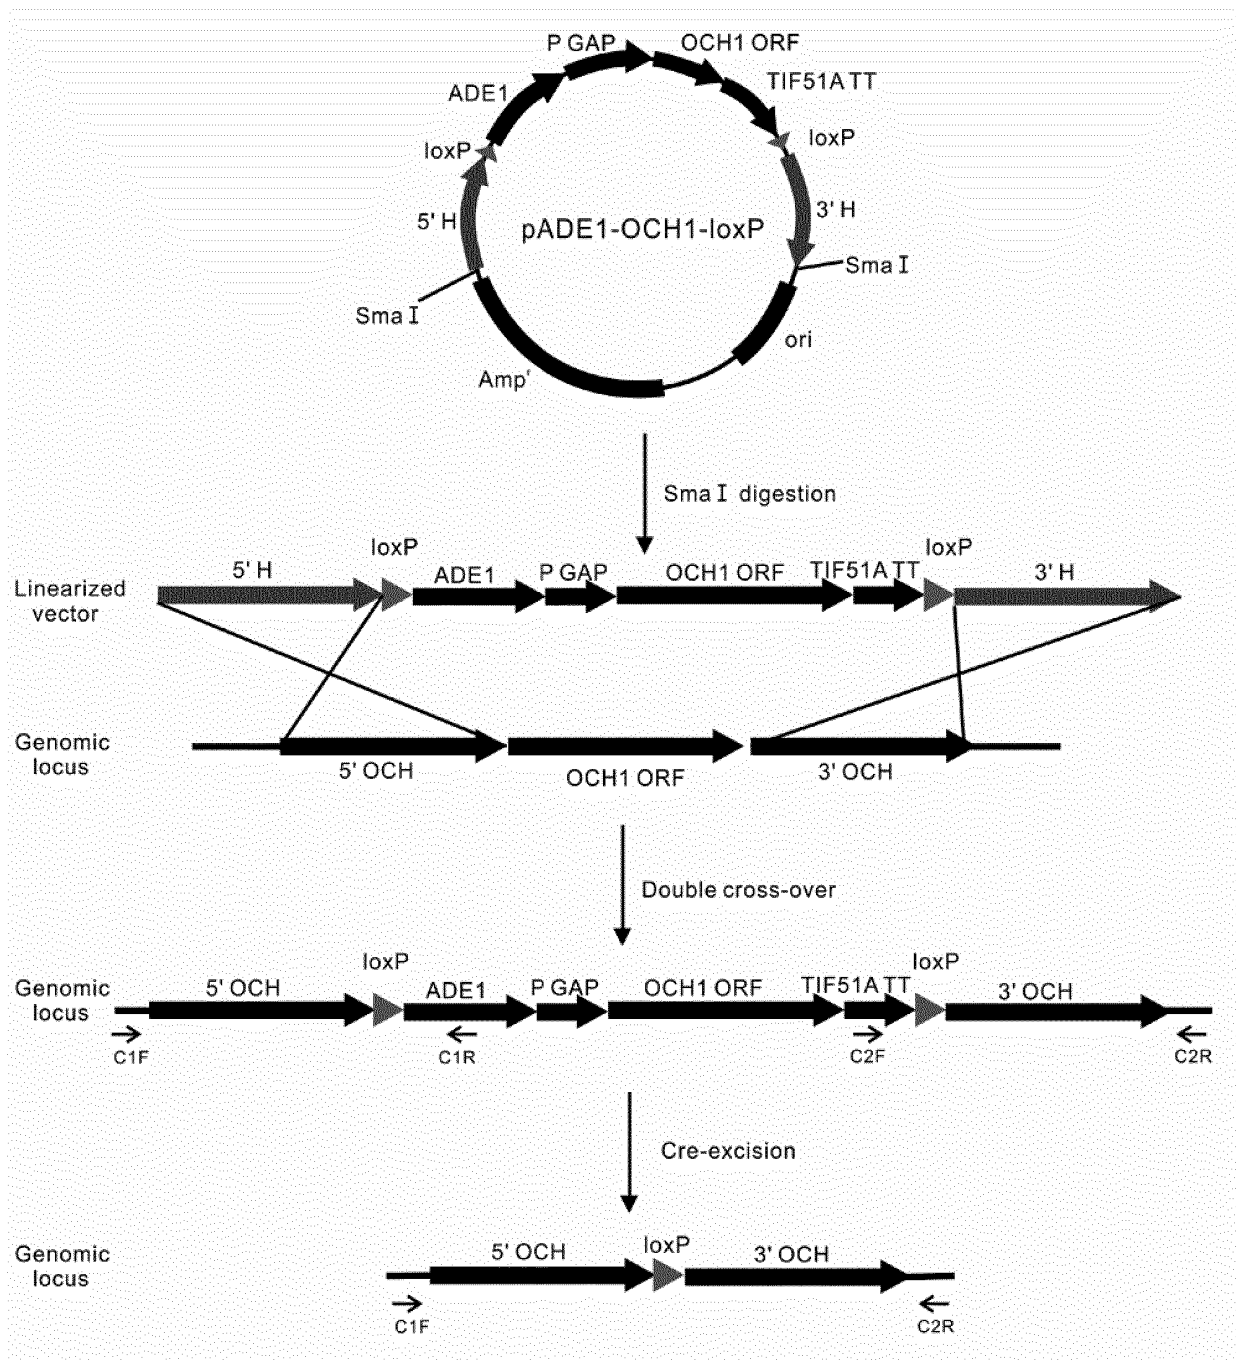 P GAP
OCH1 ORF
TIF51A TT
ADE1
loxP
loxP
5' H
3' H
pADE1-OCH1-loxP
Sma I
Sma I
ori
Amp'
Sma I digestion
loxP
loxP
5' H
ADE1
P GAP
OCH1 ORF
TIF51A TT
3' H
Linearized
vector
Genomic
locus
5' OCH
OCH1 ORF
3' OCH
Double cross-over
loxP
loxP
Genomic
locus
5' OCH
ADE1
P GAP
OCH1 ORF
TIF51A TT
3' OCH
C1F
C1R
C2F
C2R
Cre-excision
Genomic
locus
5' OCH
loxP
3' OCH
C1F
C2R